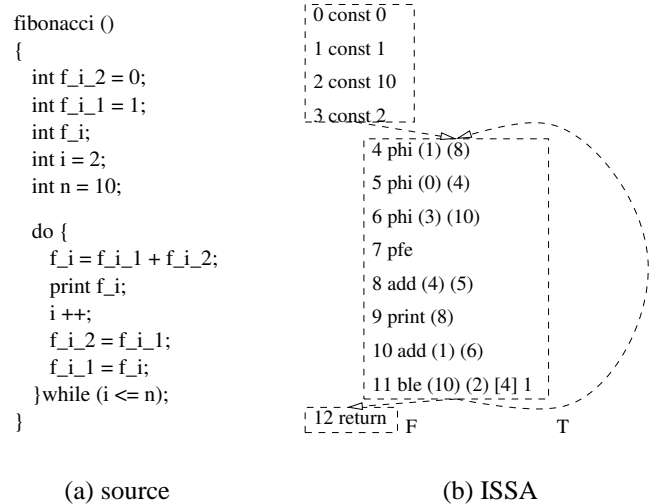 fibonacci ()
{
int f_i_2 = 0;
int f_i_1 = 1;
int f_i;
int i = 2;
int n = 10;
do {
f_i = f_i_1 + f_i_2;
print f_i;
i ++;
f_i_2 = f_i_1;
f_i_1 = f_i;
}while (i <= n);
}
(a) source
0 const 0
1 const 1
2 const 10
3 const 2
4 phi (1) (8)
5 phi (0) (4)
6 phi (3) (10)
7 pfe
8 add (4) (5)
9 print (8)
10 add (1) (6)
11 ble (10) (2) [4] 1
12 return
F
T
(b) ISSA